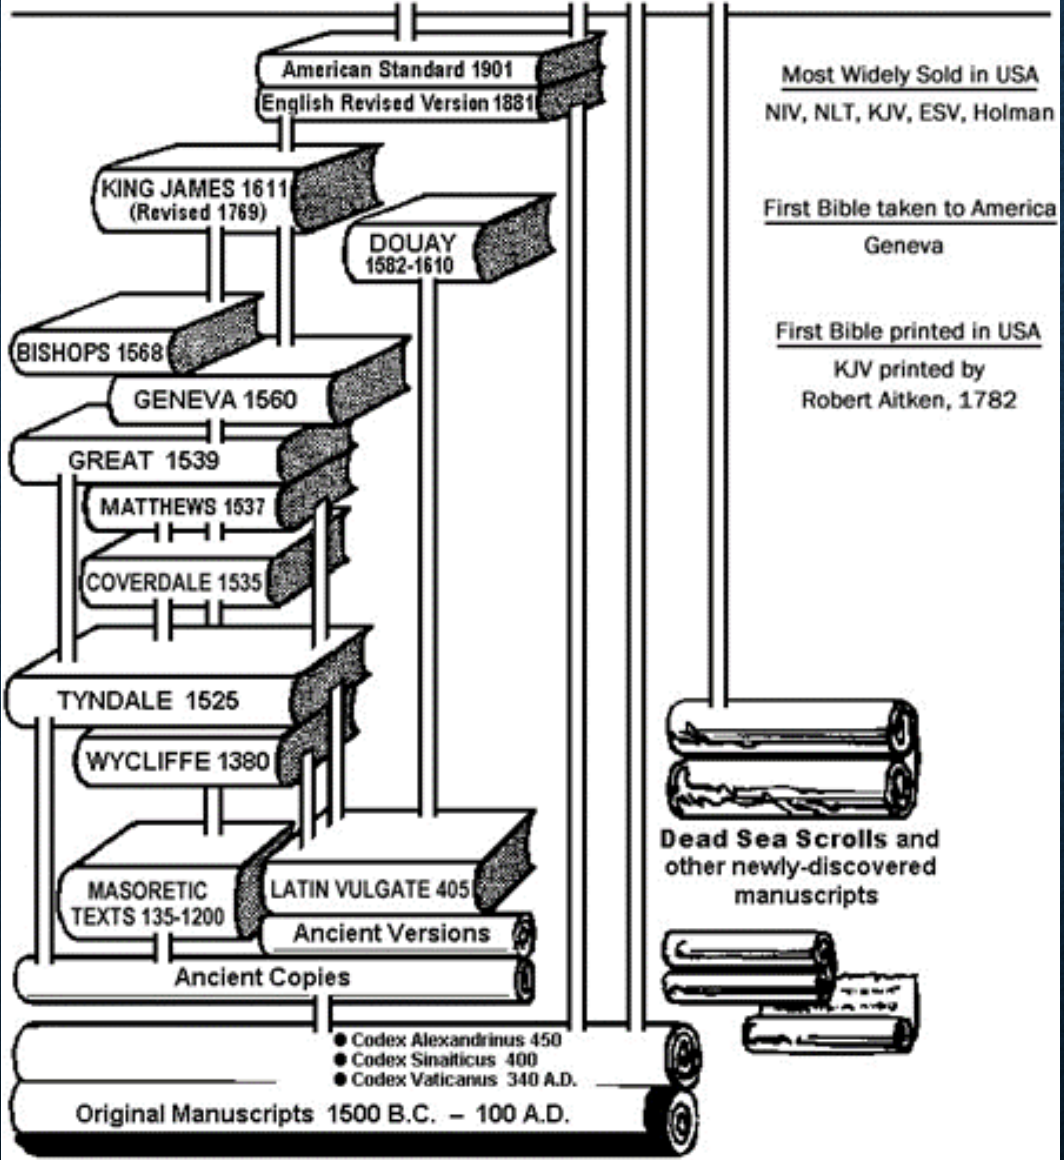 American Standard 1901
English Revised Version 1881
Most Widely Sold in USA
NIV, NLT, KJV, ESV, Holman
KING JAMES 1611
(Revised 1769)
First Bible taken to America
Geneva
DOUAY
1582-1610
First Bible printed in USA
KJV printed by
Robert Aitken, 1782
BISHOPS 1568
GENEVA 1560
GREAT 1539
MATTHEWS 1537
COVERDALE 1535
TYNDALE 1525
WYCLIFFE 1380
Dead Sea Scrolls and
other newly-discovered
manuscripts
MASORETIC
TEXTS 135-1200
LATIN VULGATE 405
Ancient Versions
Ancient Copies
● Codex Alexandrinus 450
● Codex Sinaiticus 400
● Codex Vaticanus 340 A.D.
Original Manuscripts 1500 B.C. – 100 A.D.